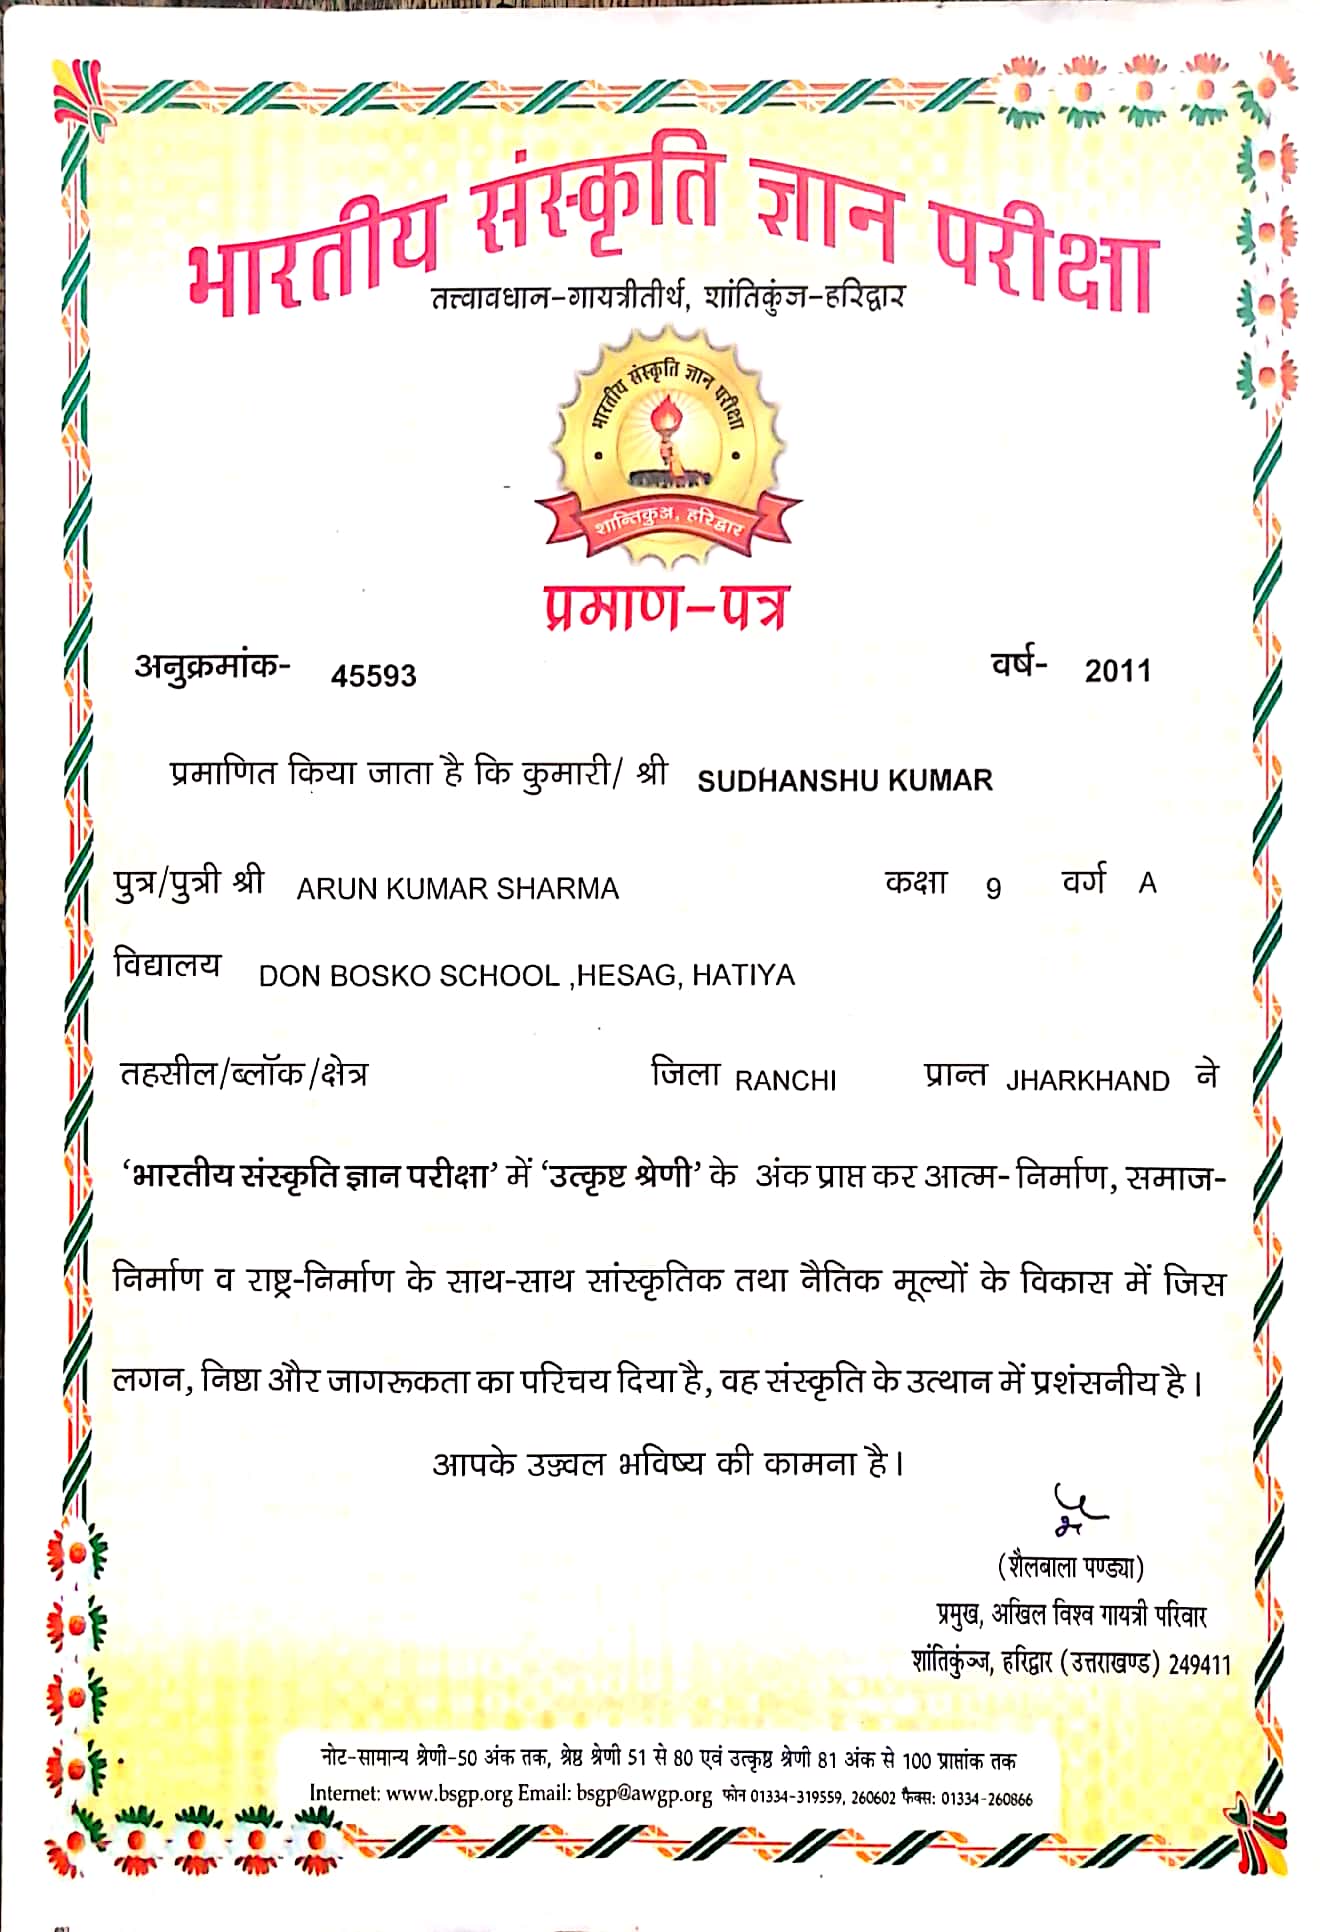 भारतीय संस्कृति ज्ञान परीक्षा
तत्त्वावधान-गायत्रीतीर्थ, शांतिकुंज-हरिद्वार
भारतीय संस्कृति ज्ञान परीक्षा
शान्तिकुञ्ज, हरिद्वार
प्रमाण-पत्र
अनुक्रमांक- 45593 वर्ष- 2011
प्रमाणित किया जाता है कि कुमारी/ श्री SUDHANSHU KUMAR
पुत्र/पुत्री श्री ARUN KUMAR SHARMA कक्षा 9 वर्ग A
विद्यालय DON BOSKO SCHOOL ,HESAG, HATIYA
तहसील/ब्लॉक/क्षेत्र जिला RANCHI प्रान्त JHARKHAND ने
‘भारतीय संस्कृति ज्ञान परीक्षा’ में ‘उत्कृष्ट श्रेणी’ के अंक प्राप्त कर आत्म- निर्माण, समाज-
निर्माण व राष्ट्र-निर्माण के साथ-साथ सांस्कृतिक तथा नैतिक मूल्यों के विकास में जिस
लगन, निष्ठा और जागरूकता का परिचय दिया है, वह संस्कृति के उत्थान में प्रशंसनीय है।
आपके उज्ज्वल भविष्य की कामना है।
(शैलबाला पण्ड्या)
प्रमुख, अखिल विश्व गायत्री परिवार
शांतिकुंञ्ज, हरिद्वार (उत्तराखण्ड) 249411
नोट-सामान्य श्रेणी-50 अंक तक, श्रेष्ठ श्रेणी 51 से 80 एवं उत्कृष्ठ श्रेणी 81 अंक से 100 प्राप्तांक तक
Internet: www.bsgp.org Email: bsgp@awgp.org फोन 01334-319559, 260602 फैक्स: 01334-260866